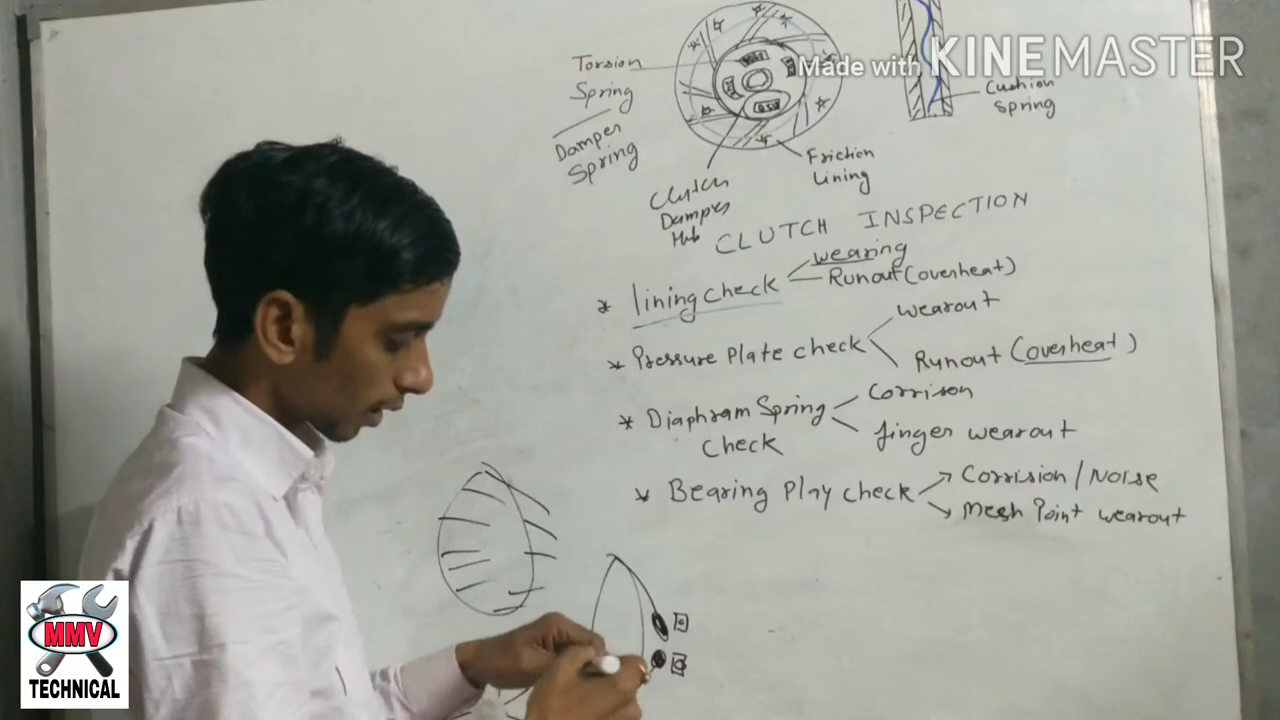 Made with KINEMASTER
Torsion
Spring
Damper
Spring
Cushion
Spring
Friction
Lining
Clutch
Damper
Hub
CLUTCH INSPECTION
* lining check
wearing
Runout (overheat)
* Pressure Plate check
wearout
Runout (overheat)
* Diaphram Spring
Check
Corrison
finger wearout
* Bearing Play check
Corrision / Noise
Mesh Point wearout
MMV
TECHNICAL